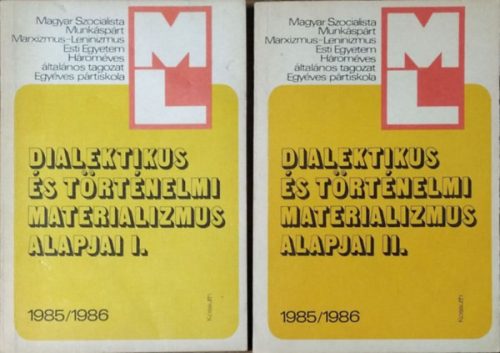 Magyar Szocialista
Munkáspárt
Marxizmus-Leninizmus
Esti Egyetem
Hároméves
általános tagozat
Egyéves pártiskola
ML
DIALEKTIKUS
ÉS TÖRTÉNELMI
MATERIALIZMUS
ALAPJAI I.
1985/1986
Kossuth
Magyar Szocialista
Munkáspárt
Marxizmus-Leninizmus
Esti Egyetem
Hároméves
általános tagozat
Egyéves pártiskola
ML
DIALEKTIKUS
ÉS TÖRTÉNELMI
MATERIALIZMUS
ALAPJAI II.
1985/1986
Kossuth